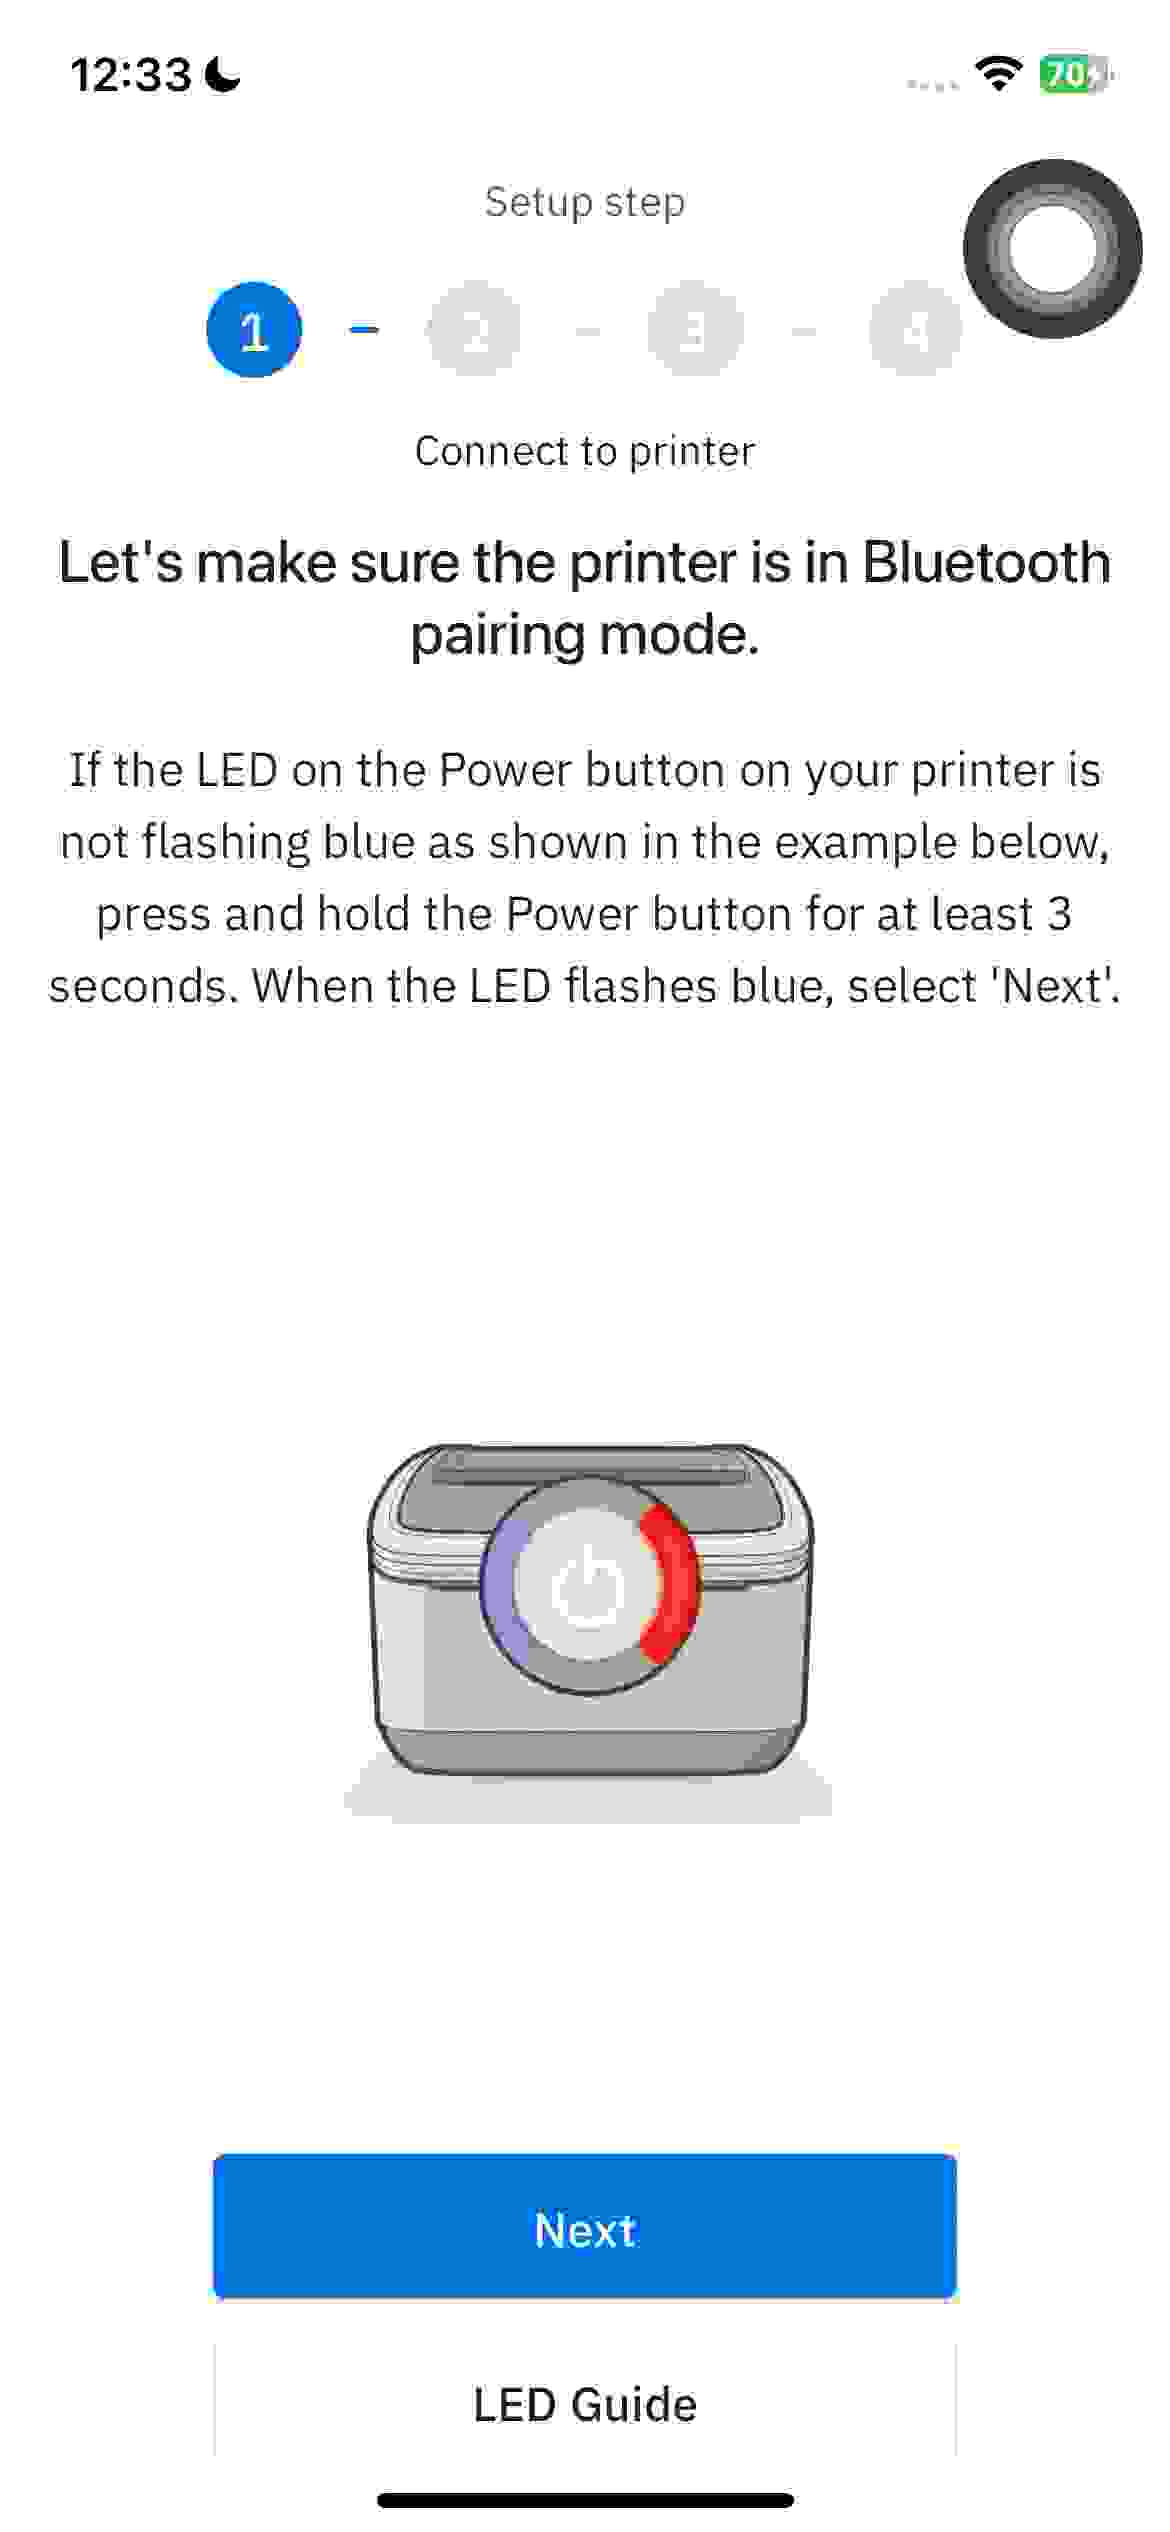 12:33
70
Setup step
1
2
3
4
Connect to printer
Let's make sure the printer is in Bluetooth
pairing mode.
If the LED on the Power button on your printer is
not flashing blue as shown in the example below,
press and hold the Power button for at least 3
seconds. When the LED flashes blue, select 'Next'.
Next
LED Guide